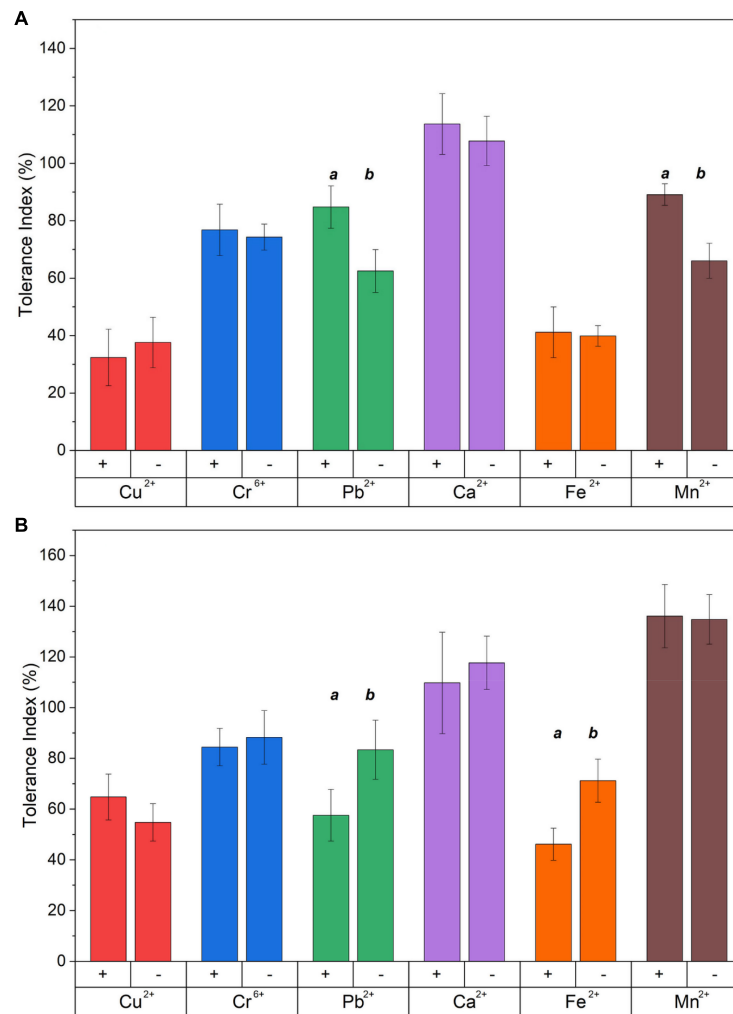 A
140
120
100
80
60
40
20
0
Tolerance Index (%)
a b a b
+ - + - + - + - + - + -
Cu2+ Cr6+ Pb2+ Ca2+ Fe2+ Mn2+
B
160
140
120
100
80
60
40
20
0
Tolerance Index (%)
a b a b
+ - + - + - + - + - + -
Cu2+ Cr6+ Pb2+ Ca2+ Fe2+ Mn2+